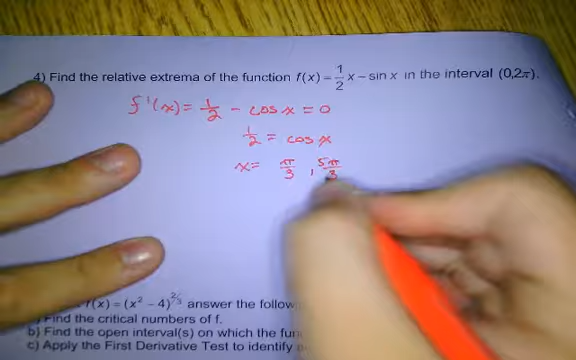 4) Find the relative extrema of the function f(x) = 1/2 x − sin x in the interval (0,2π).
f'(x) = 1/2 − cos x = 0
1/2 = cos x
x = π/3 , 5π/3
f(x) = (x² − 4)^(2/3) answer the follow
Find the critical numbers of f.
b) Find the open interval(s) on which the fun
c) Apply the First Derivative Test to identify